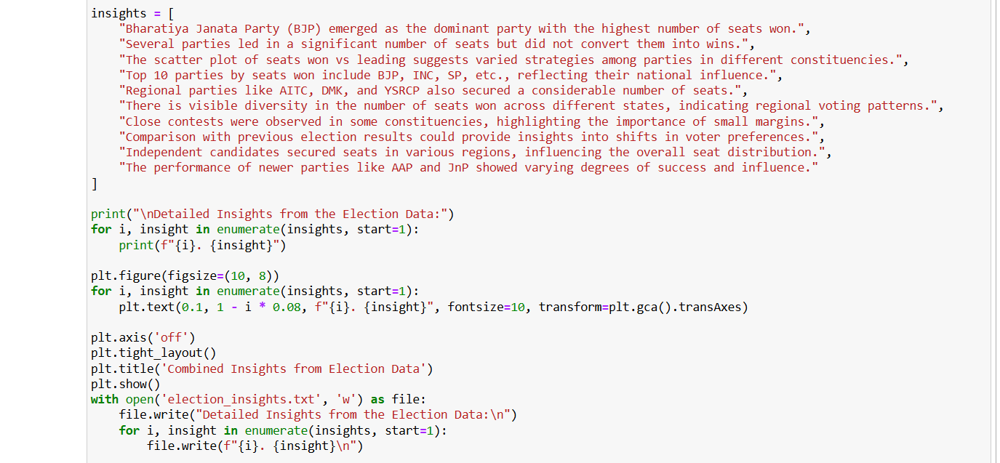 insights = [
    "Bharatiya Janata Party (BJP) emerged as the dominant party with the highest number of seats won.",
    "Several parties led in a significant number of seats but did not convert them into wins.",
    "The scatter plot of seats won vs leading suggests varied strategies among parties in different constituencies.",
    "Top 10 parties by seats won include BJP, INC, SP, etc., reflecting their national influence.",
    "Regional parties like AITC, DMK, and YSRCP also secured a considerable number of seats.",
    "There is visible diversity in the number of seats won across different states, indicating regional voting patterns.",
    "Close contests were observed in some constituencies, highlighting the importance of small margins.",
    "Comparison with previous election results could provide insights into shifts in voter preferences.",
    "Independent candidates secured seats in various regions, influencing the overall seat distribution.",
    "The performance of newer parties like AAP and JnP showed varying degrees of success and influence."
]

print("\nDetailed Insights from the Election Data:")
for i, insight in enumerate(insights, start=1):
    print(f"{i}. {insight}")

plt.figure(figsize=(10, 8))
for i, insight in enumerate(insights, start=1):
    plt.text(0.1, 1 - i * 0.08, f"{i}. {insight}", fontsize=10, transform=plt.gca().transAxes)

plt.axis('off')
plt.tight_layout()
plt.title('Combined Insights from Election Data')
plt.show()
with open('election_insights.txt', 'w') as file:
    file.write("Detailed Insights from the Election Data:\n")
    for i, insight in enumerate(insights, start=1):
        file.write(f"{i}. {insight}\n")